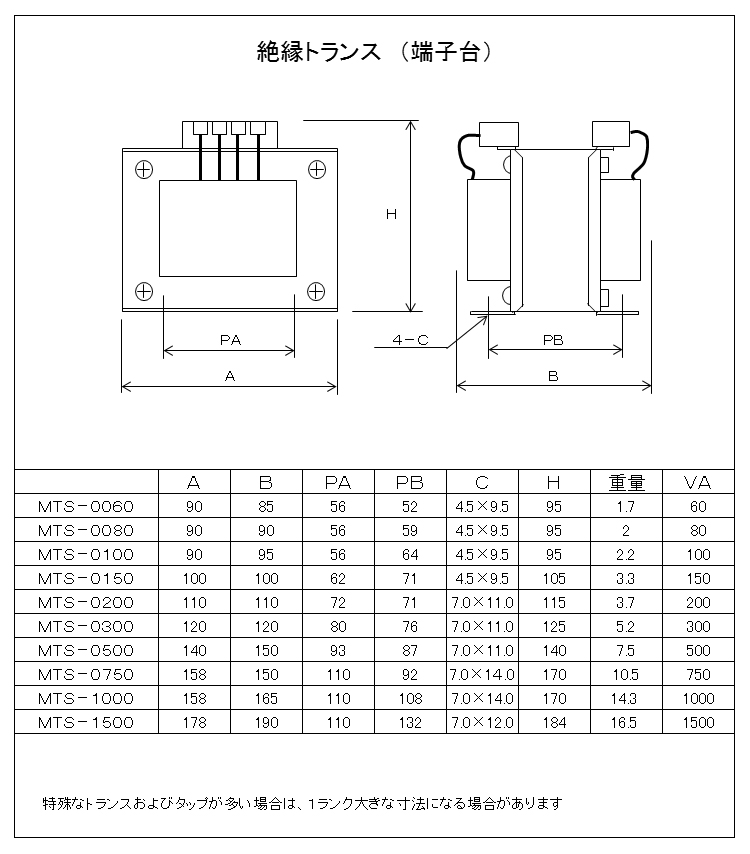 絶縁トランス （端子台）
H
PA
A
4－C
PB
B
A B PA PB C H 重量 VA
MTS－0060 90 85 56 52 4.5×9.5 95 1.7 60
MTS－0080 90 90 56 59 4.5×9.5 95 2 80
MTS－0100 90 95 56 64 4.5×9.5 95 2.2 100
MTS－0150 100 100 62 71 4.5×9.5 105 3.3 150
MTS－0200 110 110 72 71 7.0×11.0 115 3.7 200
MTS－0300 120 120 80 76 7.0×11.0 125 5.2 300
MTS－0500 140 150 93 87 7.0×11.0 140 7.5 500
MTS－0750 158 150 110 92 7.0×14.0 170 10.5 750
MTS－1000 158 165 110 108 7.0×14.0 170 14.3 1000
MTS－1500 178 190 110 132 7.0×12.0 184 16.5 1500
特殊なトランスおよびタップが多い場合は、1ランク大きな寸法になる場合があります